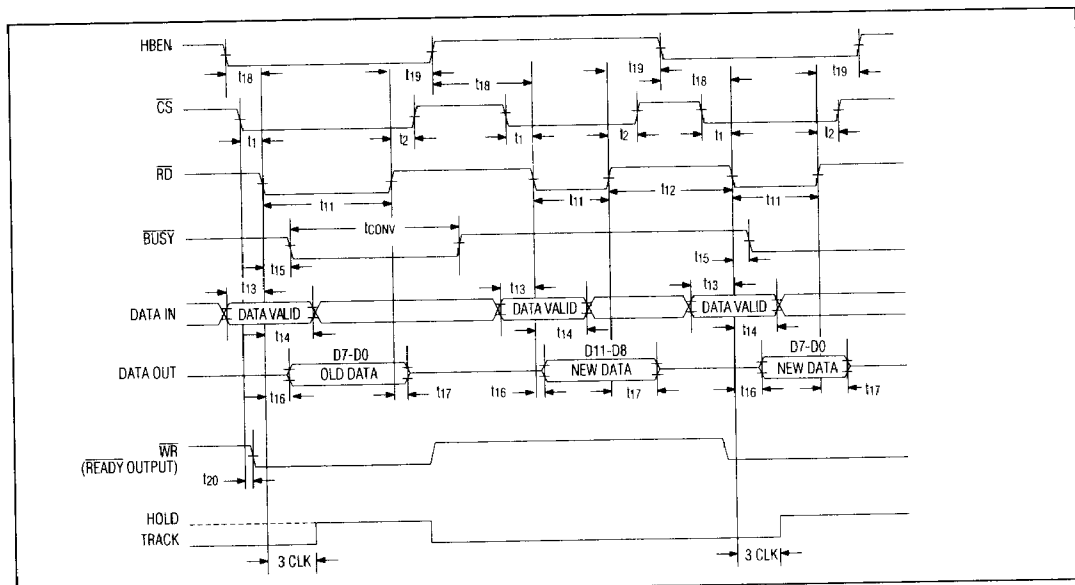 HBEN
t18 t19 t18 t19 t18 t19
CS
t1 t2 t1 t2 t1 t2
RD
t11 t11 t12 t11
tCONV
BUSY
t15 t15
t13 t13 t13
DATA IN DATA VALID DATA VALID DATA VALID
t14 t14 t14
D7-D0 D11-D8 D7-D0
DATA OUT OLD DATA NEW DATA NEW DATA
t16 t17 t16 t17 t16 t17
WR
(READY OUTPUT)
t20
HOLD
TRACK
3 CLK 3 CLK